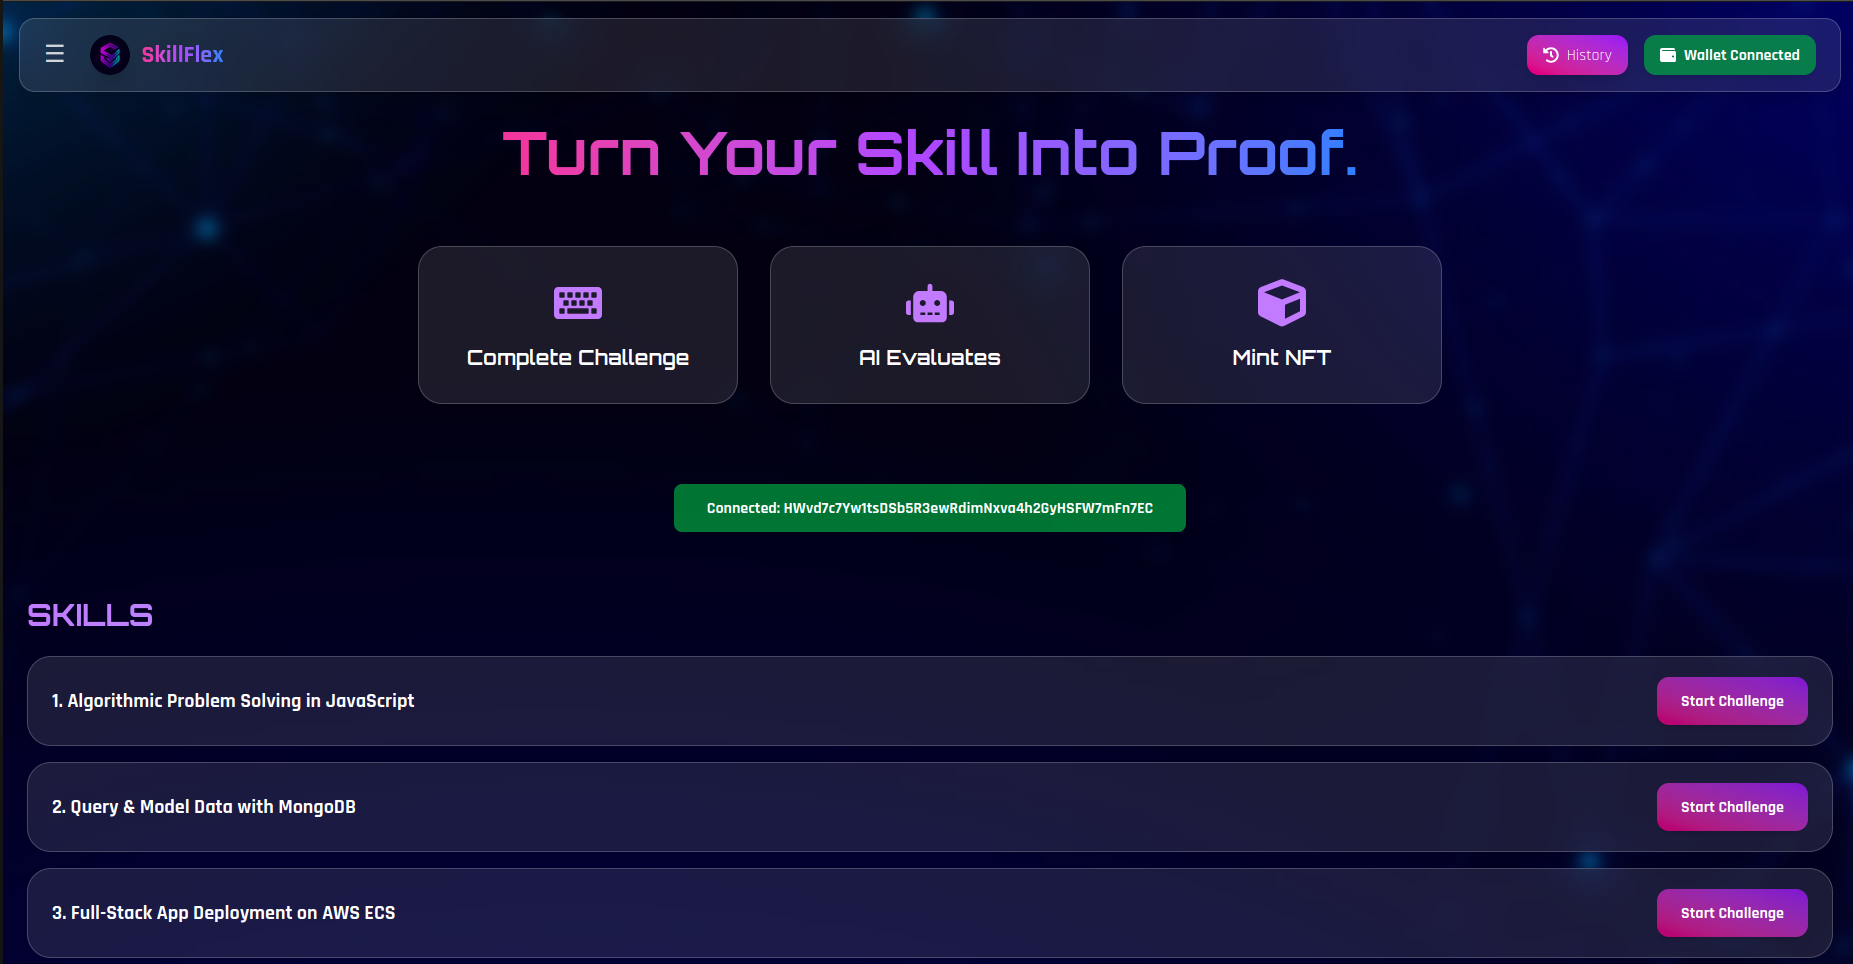 ☰ SkillFlex
History
Wallet Connected
Turn Your Skill Into Proof.
Complete Challenge
AI Evaluates
Mint NFT
Connected: HWvd7c7Yw1tsDSb5R3ewRdimNxva4h2GyHSFW7mFn7EC
SKILLS
1. Algorithmic Problem Solving in JavaScript
Start Challenge
2. Query & Model Data with MongoDB
Start Challenge
3. Full-Stack App Deployment on AWS ECS
Start Challenge